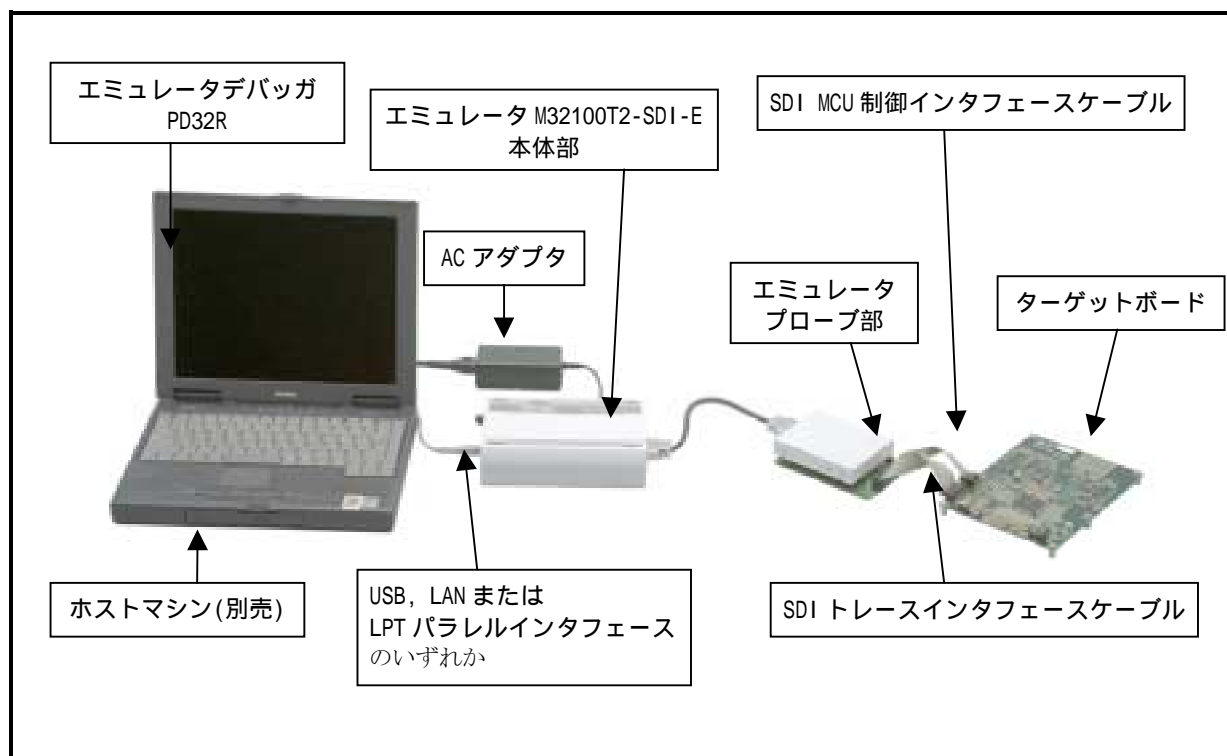 エミュレータデバッガ
PD32R
エミュレータ M32100T2-SDI-E
本体部
SDI MCU 制御インタフェースケーブル
AC アダプタ
エミュレータ
プローブ部
ターゲットボード
ホストマシン(別売)
USB, LAN または
LPT パラレルインタフェース
のいずれか
SDI トレースインタフェースケーブル